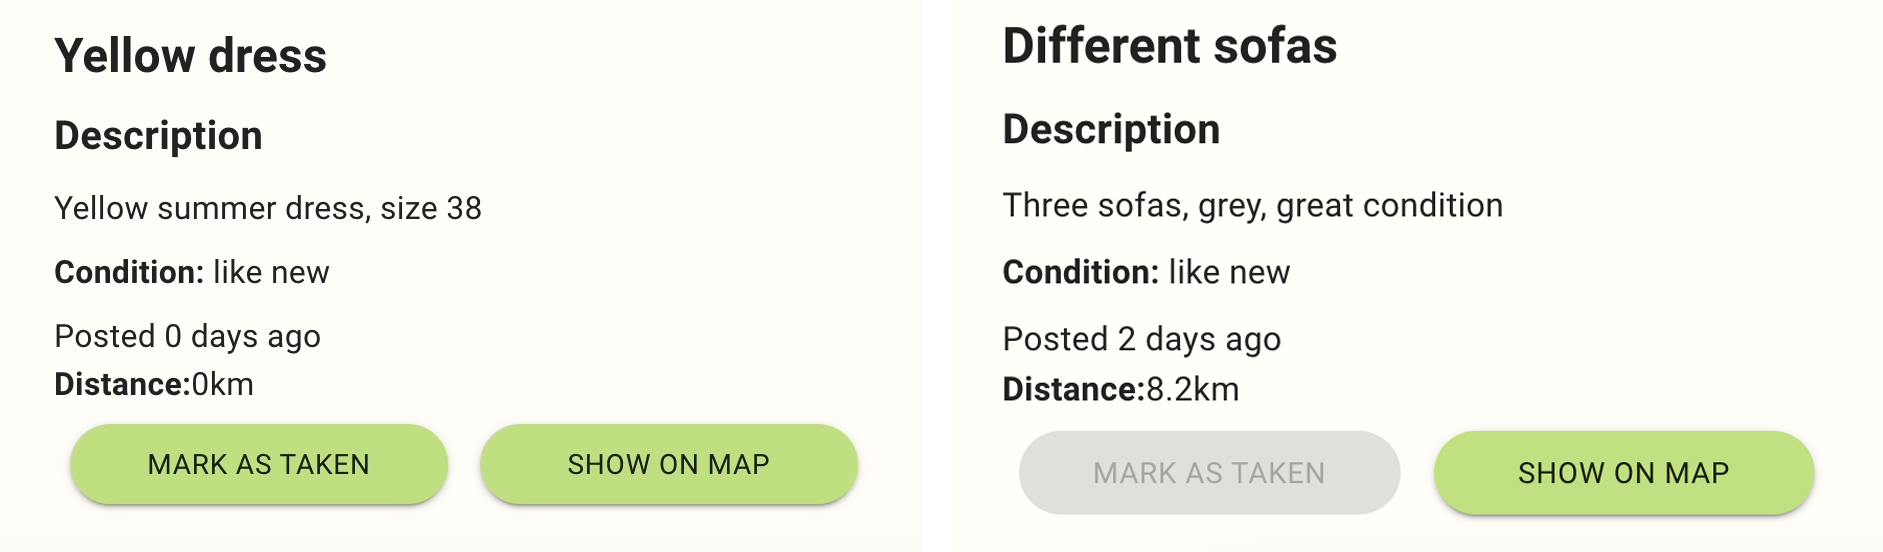 Yellow dress
Description
Yellow summer dress, size 38
Condition: like new
Posted 0 days ago
Distance:0km
MARK AS TAKEN
SHOW ON MAP
Different sofas
Description
Three sofas, grey, great condition
Condition: like new
Posted 2 days ago
Distance:8.2km
MARK AS TAKEN
SHOW ON MAP